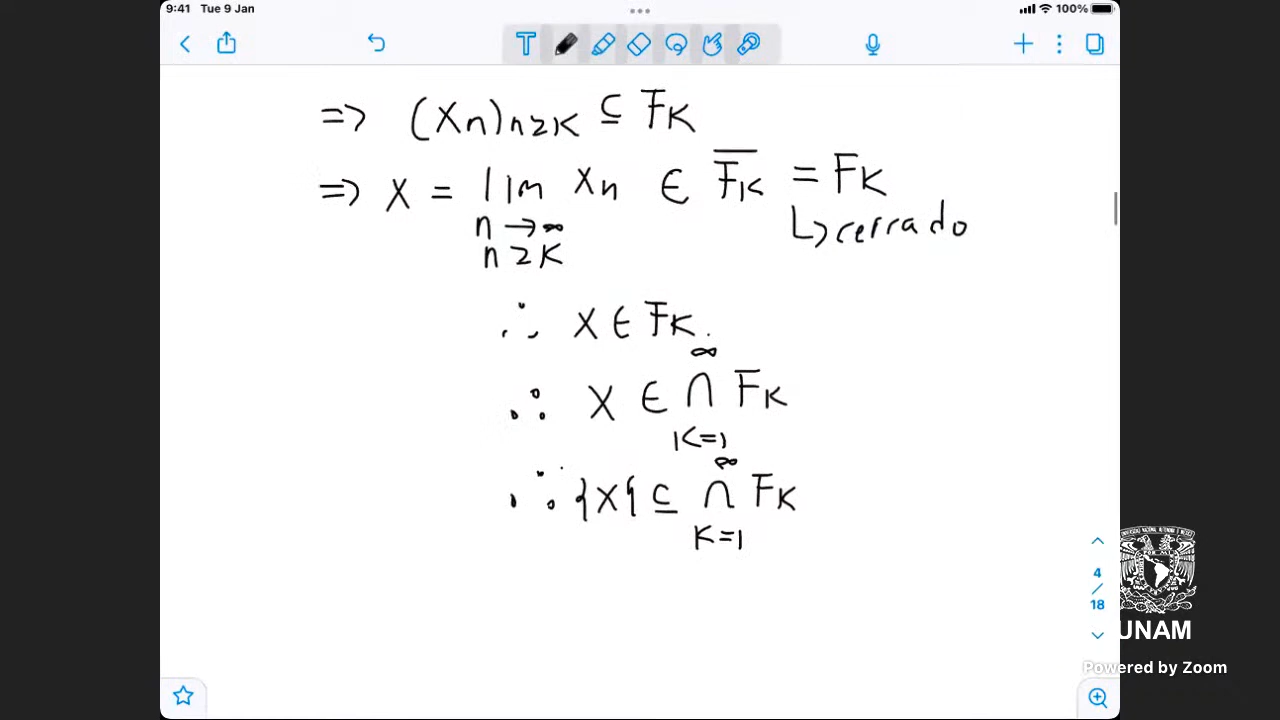 9:41 Tue 9 Jan 100%
=> (Xn)n≥K ⊆ FK
=> X = lim Xn ∈ F̅K̅ = FK
n → ∞
n ≥ K
↳ cerrado
∴ X ∈ FK.
∞
∴ X ∈ ∩ FK
K=1
∞
∴ {X} ⊆ ∩ FK
K=1
4
/
18
UNAM
Powered by Zoom